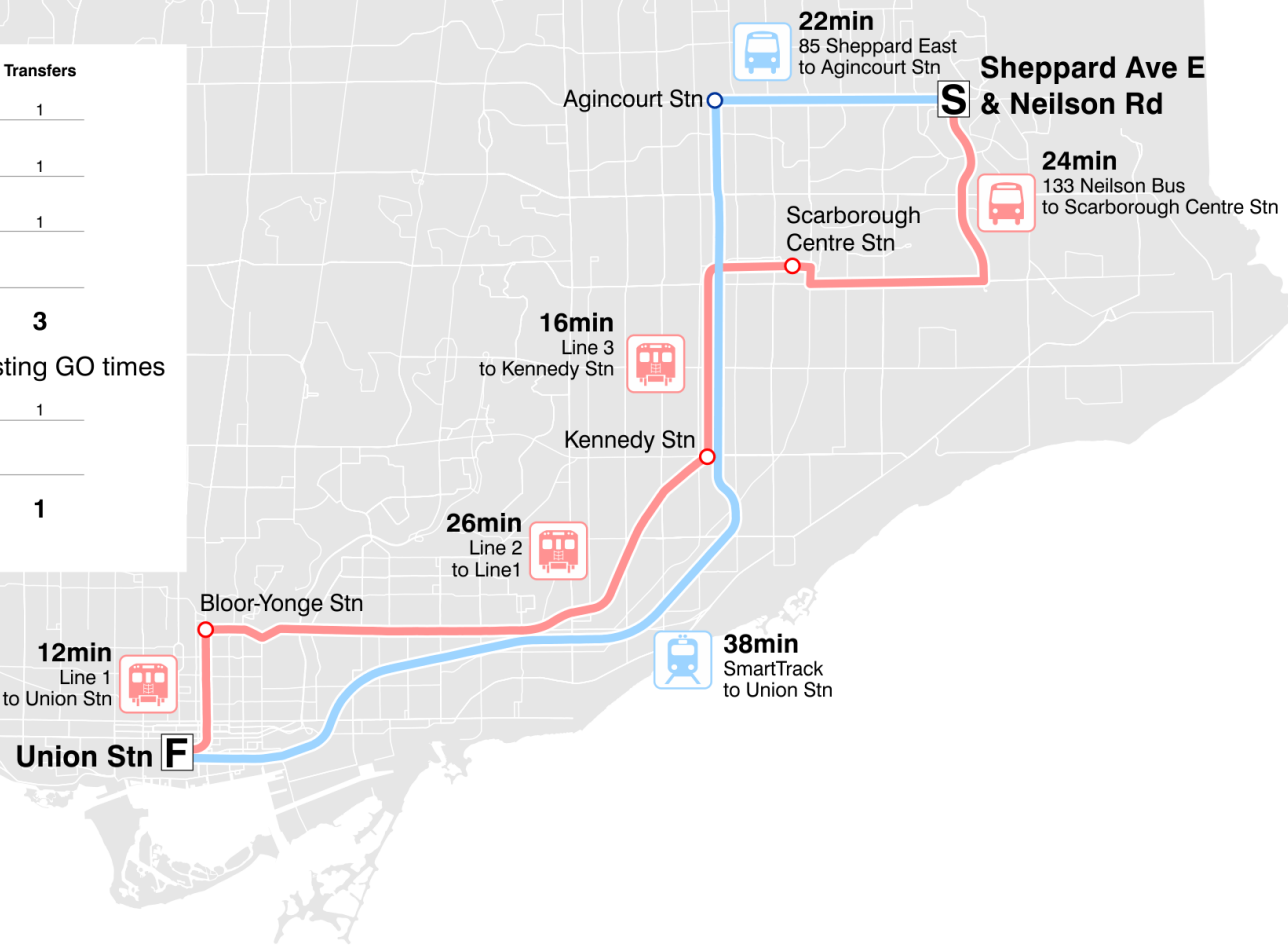 Transfers
1
1
1
3
sting GO times
1
1
22min
85 Sheppard East
to Agincourt Stn
Sheppard Ave E
& Neilson Rd
S
Agincourt Stn
24min
133 Neilson Bus
to Scarborough Centre Stn
Scarborough
Centre Stn
16min
Line 3
to Kennedy Stn
Kennedy Stn
26min
Line 2
to Line1
Bloor-Yonge Stn
12min
Line 1
to Union Stn
38min
SmartTrack
to Union Stn
Union Stn F